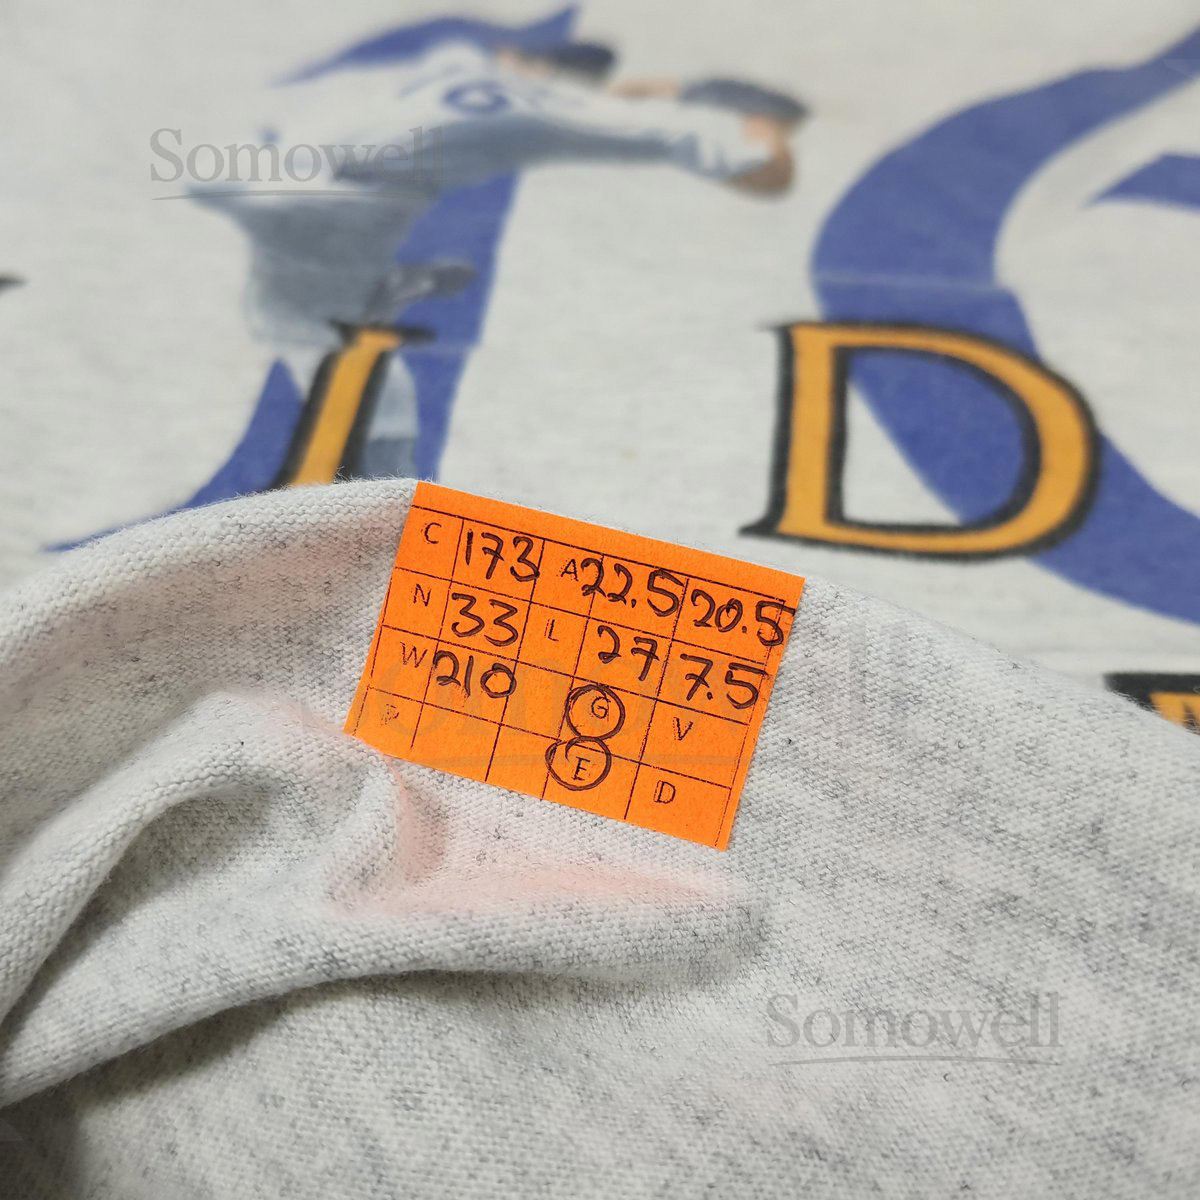 Somowell
I D
C 173 A 22.5 20.5
N 33 L 27 7.5
W 210 G V
P E D
Somowell